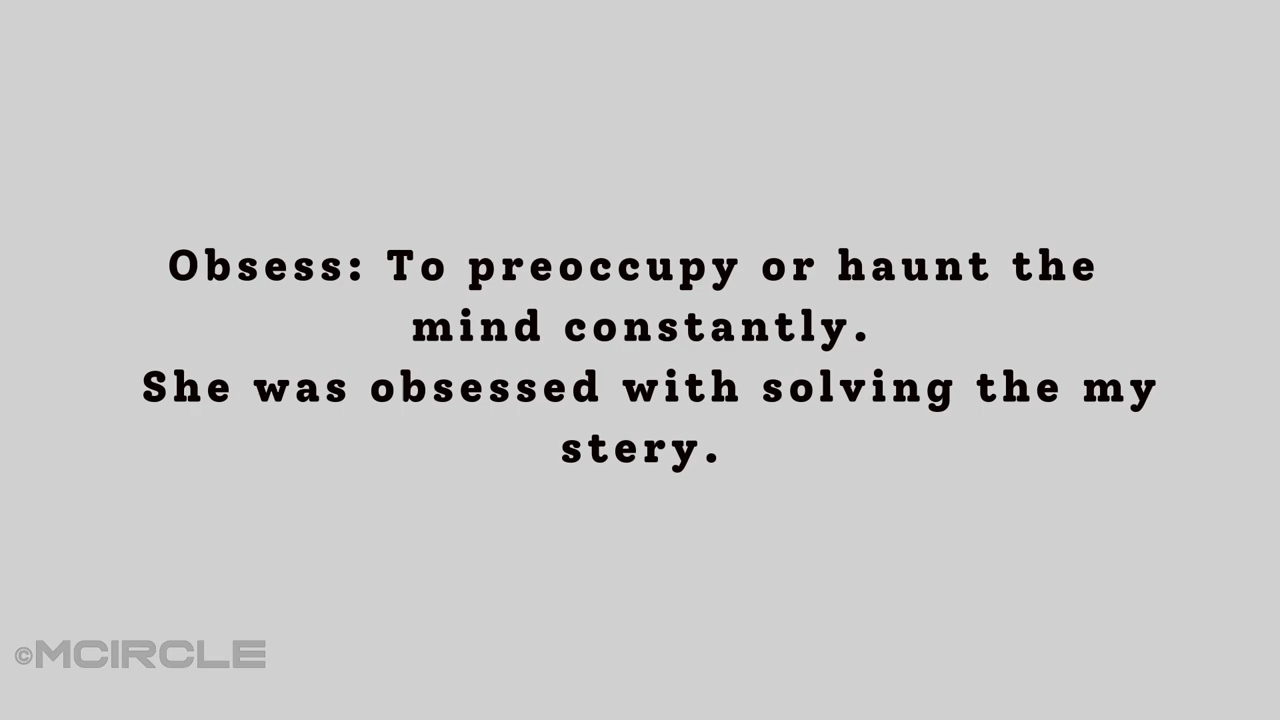 Obsess: To preoccupy or haunt the
mind constantly.
She was obsessed with solving the my
stery.
©MCIRCLE